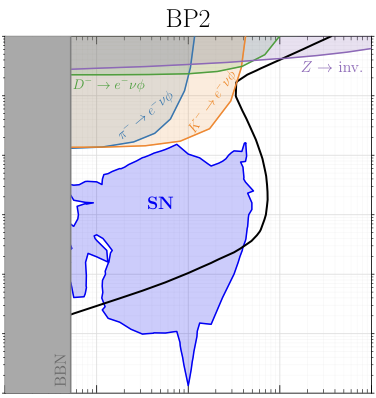 BP2
Z → inv.
D⁻ → e⁻νϕ
π⁻ → e⁻νϕ
K⁻ → e⁻νϕ
SN
BBN